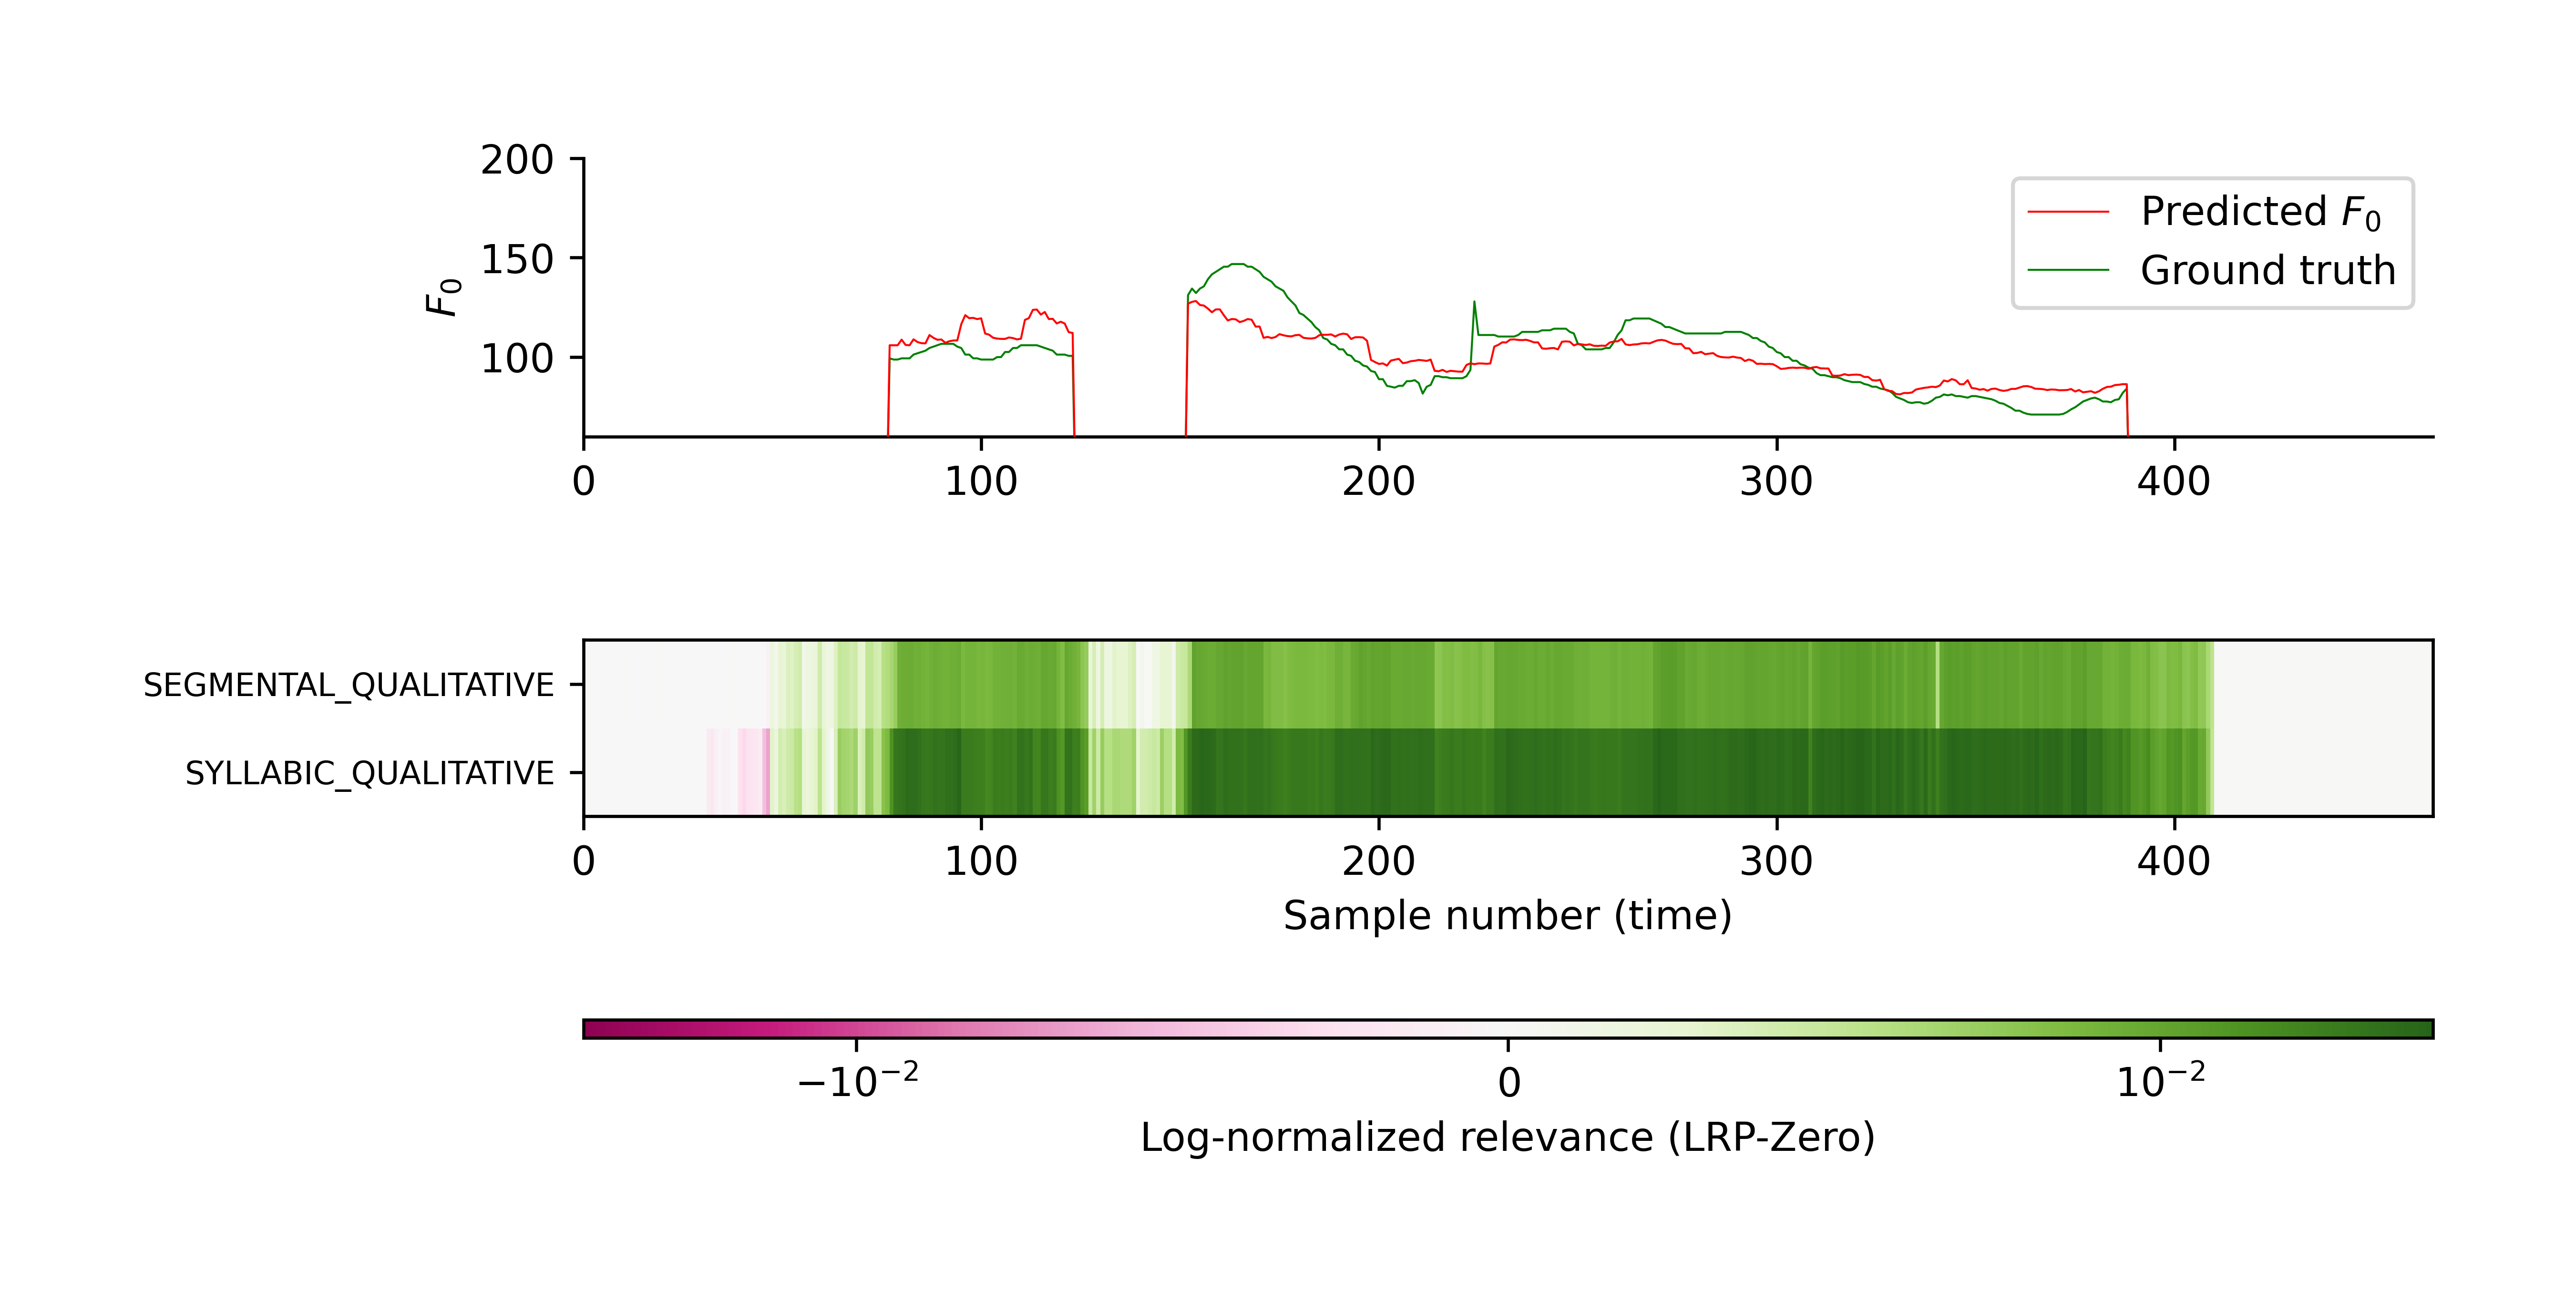 200
150
100
F₀
Predicted F₀
Ground truth
0 100 200 300 400
SEGMENTAL_QUALITATIVE
SYLLABIC_QUALITATIVE
0 100 200 300 400
Sample number (time)
−10⁻² 0 10⁻²
Log-normalized relevance (LRP-Zero)